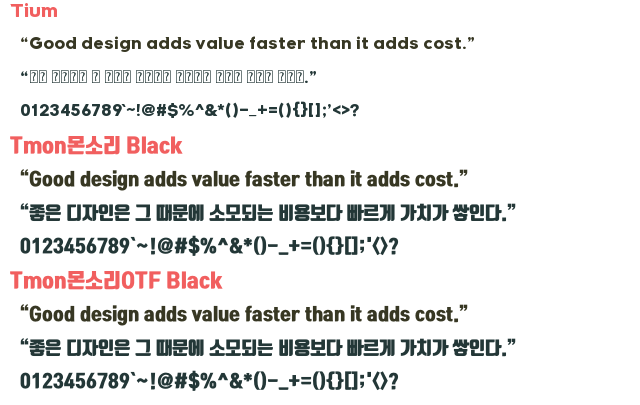 Tium
“Good design adds value faster than it adds cost.”
“ .”
0123456789`~!@#$%^&*()-_+=(){}[];'<>?
Tmon몬소리 Black
“Good design adds value faster than it adds cost.”
“좋은 디자인은 그 때문에 소모되는 비용보다 빠르게 가치가 쌓인다.”
0123456789`~!@#$%^&*()-_+=(){}[];'<>?
Tmon몬소리OTF Black
“Good design adds value faster than it adds cost.”
“좋은 디자인은 그 때문에 소모되는 비용보다 빠르게 가치가 쌓인다.”
0123456789`~!@#$%^&*()-_+=(){}[];'<>?